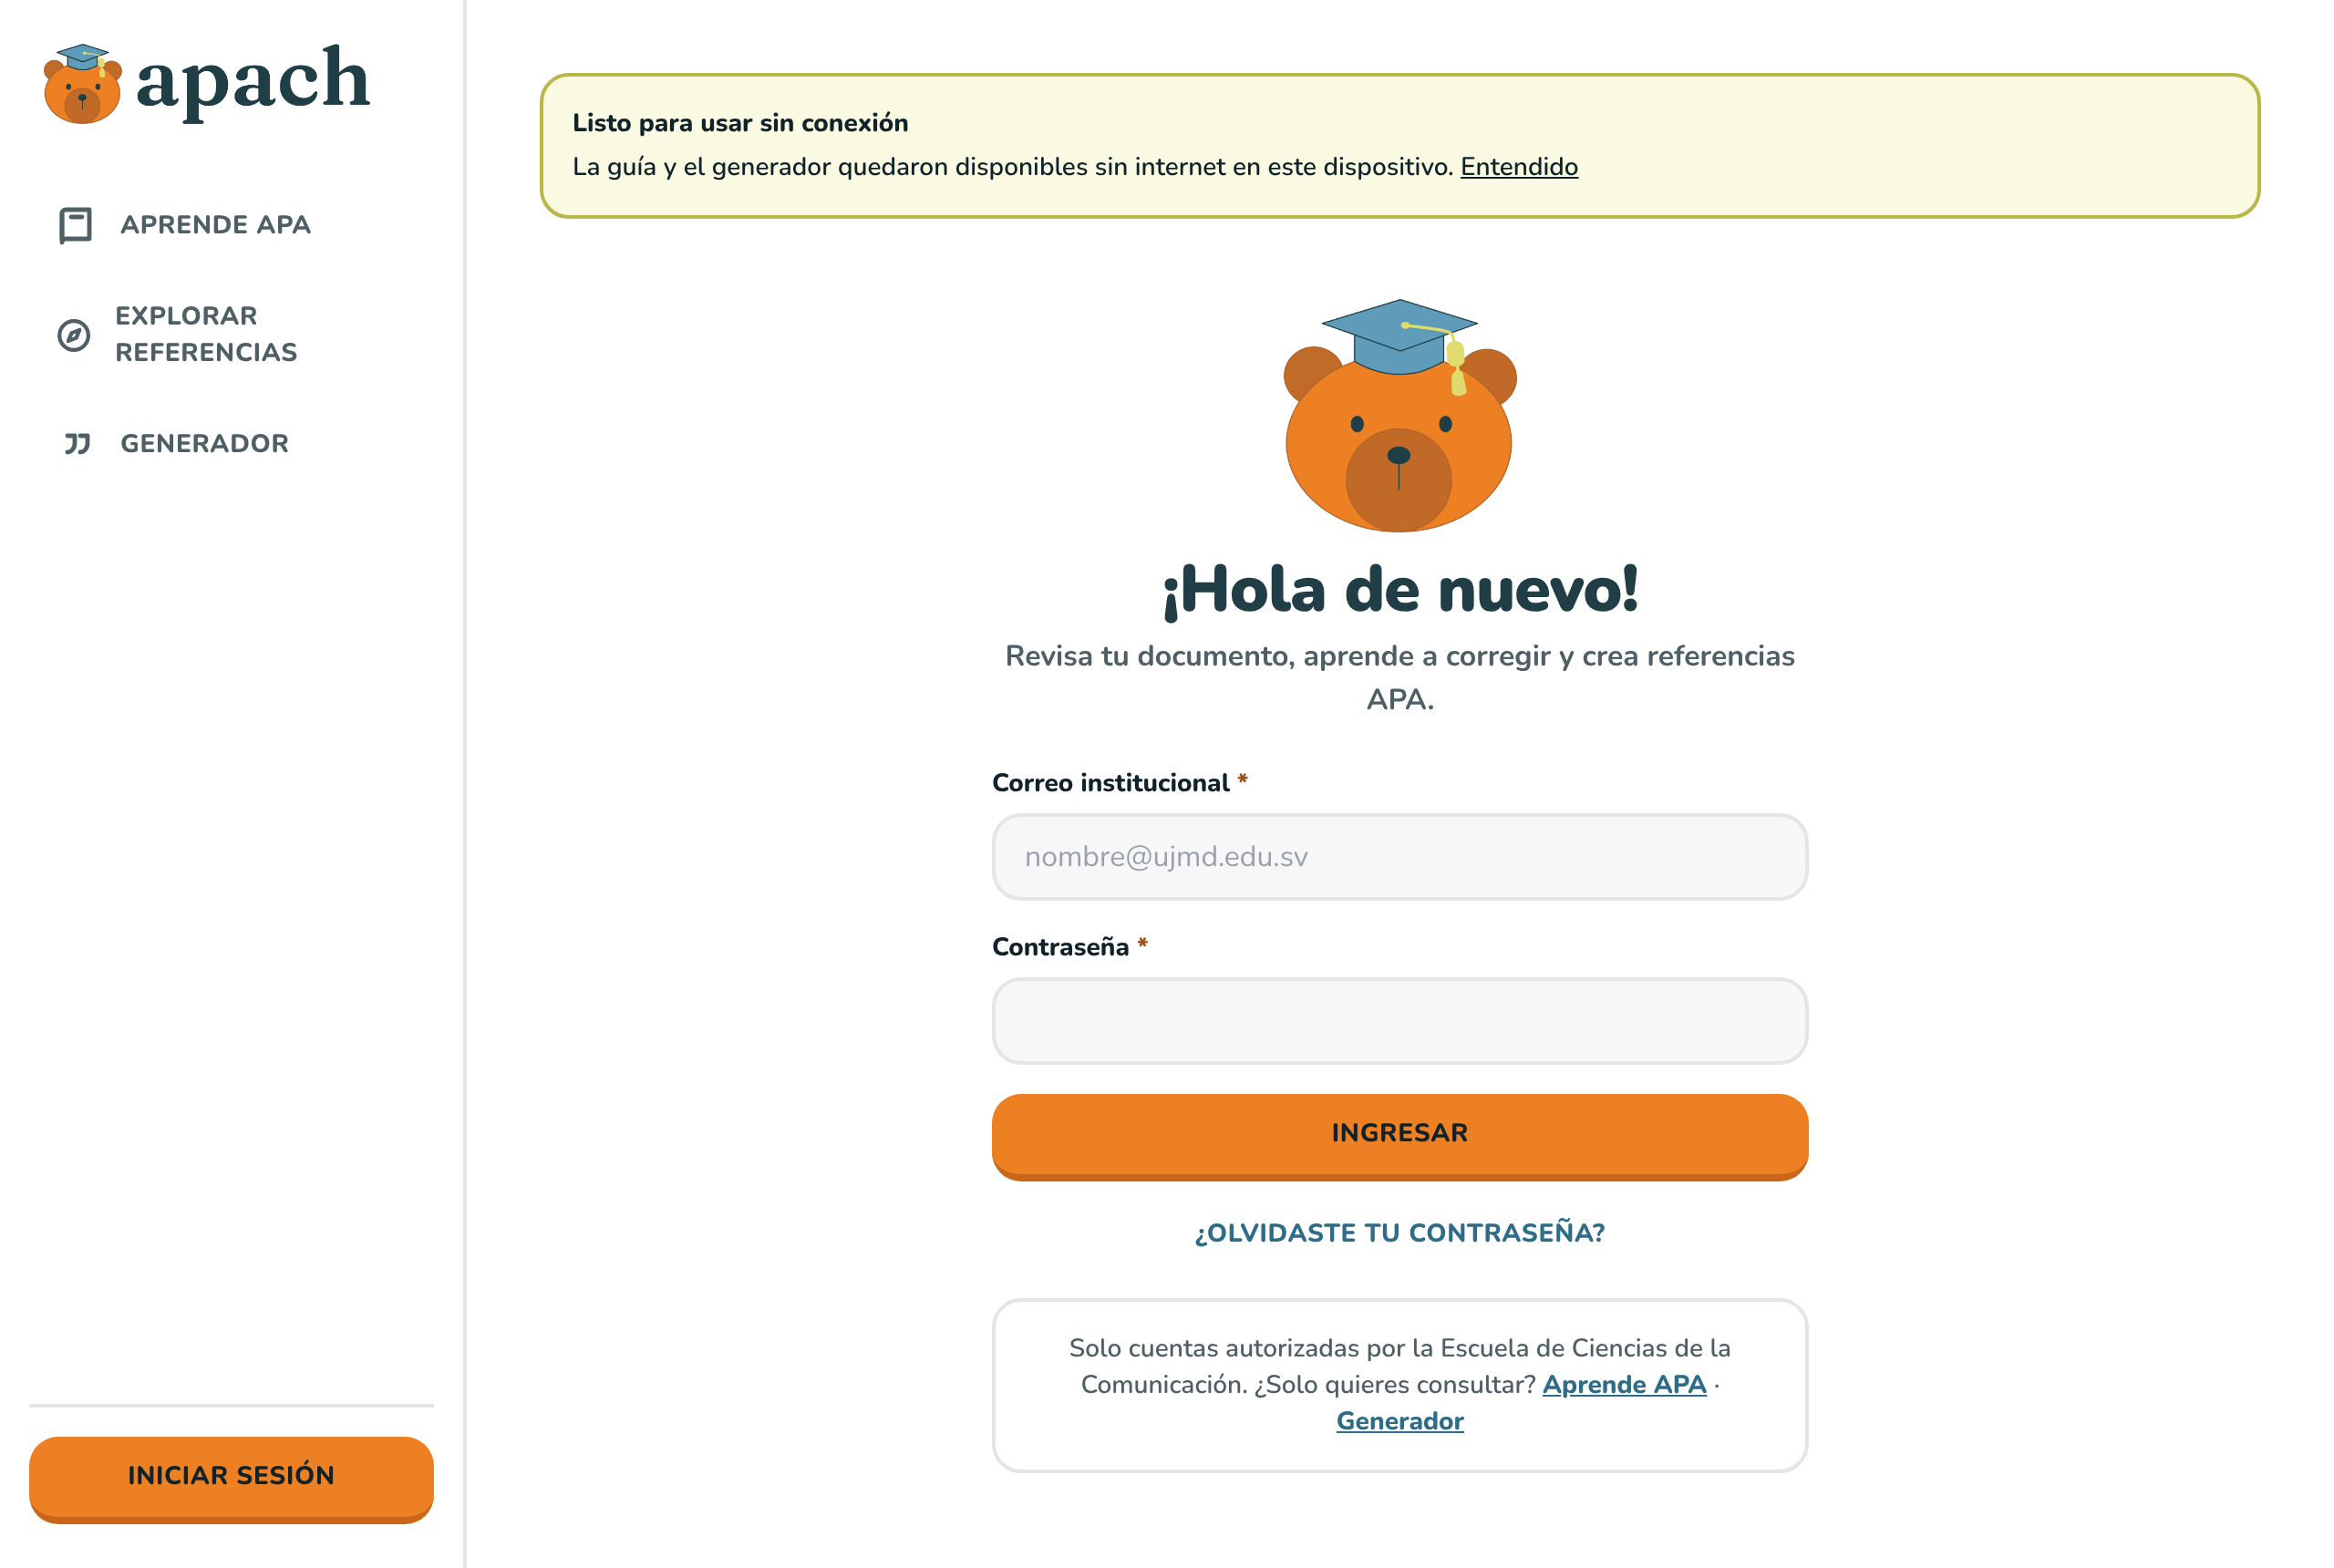 apach
APRENDE APA
EXPLORAR
REFERENCIAS
GENERADOR
INICIAR SESIÓN
Listo para usar sin conexión
La guía y el generador quedaron disponibles sin internet en este dispositivo. Entendido
¡Hola de nuevo!
Revisa tu documento, aprende a corregir y crea referencias
APA.
Correo institucional *
nombre@ujmd.edu.sv
Contraseña *
INGRESAR
¿OLVIDASTE TU CONTRASEÑA?
Solo cuentas autorizadas por la Escuela de Ciencias de la
Comunicación. ¿Solo quieres consultar? Aprende APA ·
Generador